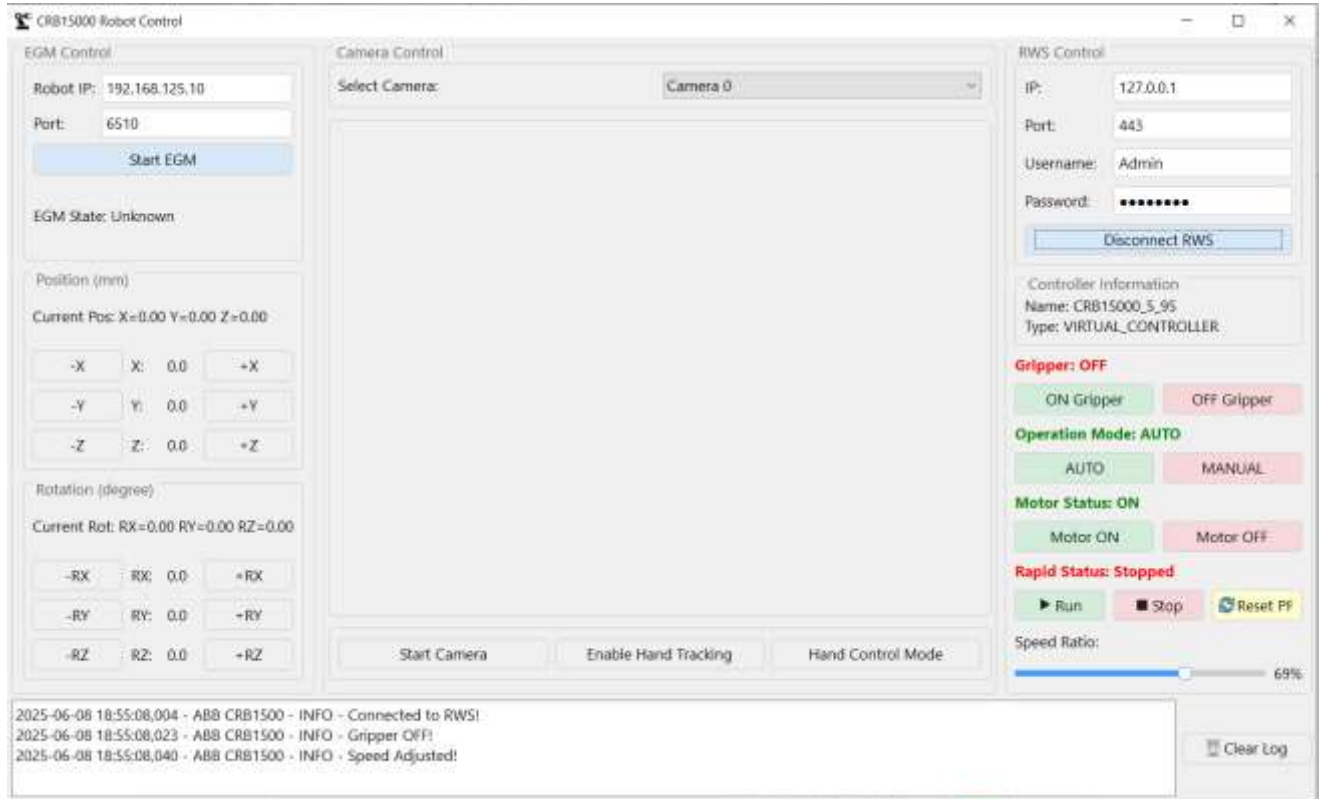 CRB15000 Robot Control
EGM Control
Robot IP: 192.168.125.10
Port: 6510
Start EGM
EGM State: Unknown
Position (mm)
Current Pos: X=0.00 Y=0.00 Z=0.00
-X X: 0.0 +X
-Y Y: 0.0 +Y
-Z Z: 0.0 +Z
Rotation (degree)
Current Rot: RX=0.00 RY=0.00 RZ=0.00
-RX RX: 0.0 +RX
-RY RY: 0.0 +RY
-RZ RZ: 0.0 +RZ
Camera Control
Select Camera: Camera 0
Start Camera Enable Hand Tracking Hand Control Mode
RWS Control
IP: 127.0.0.1
Port: 443
Username: Admin
Password: ●●●●●●●●
Disconnect RWS
Controller Information
Name: CRB15000_5_95
Type: VIRTUAL_CONTROLLER
Gripper: OFF
ON Gripper OFF Gripper
Operation Mode: AUTO
AUTO MANUAL
Motor Status: ON
Motor ON Motor OFF
Rapid Status: Stopped
Run Stop Reset PP
Speed Ratio:
69%
2025-06-08 18:55:08,004 - ABB CRB1500 - INFO - Connected to RWS!
2025-06-08 18:55:08,023 - ABB CRB1500 - INFO - Gripper OFF!
2025-06-08 18:55:08,040 - ABB CRB1500 - INFO - Speed Adjusted!
Clear Log